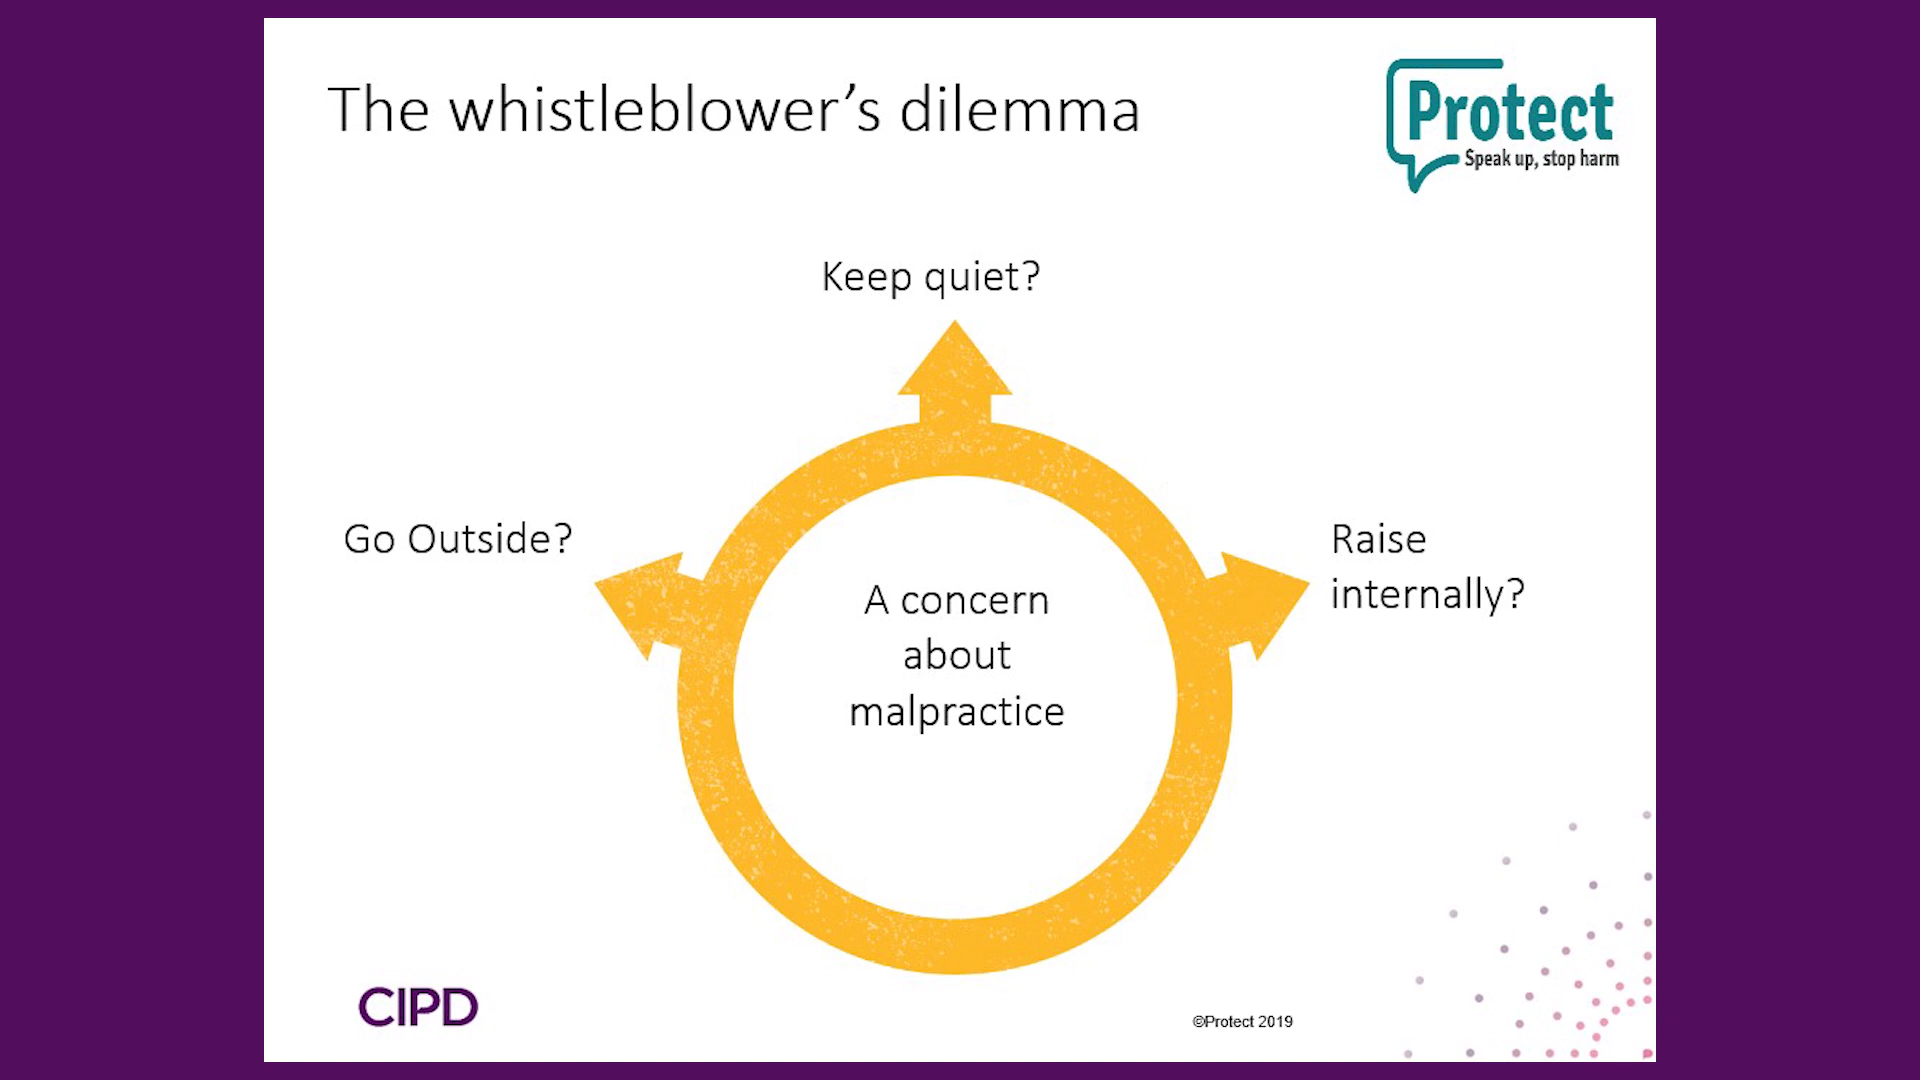 The whistleblower’s dilemma
Protect
Speak up, stop harm
Keep quiet?
Go Outside?
Raise
internally?
A concern
about
malpractice
CIPD
©Protect 2019